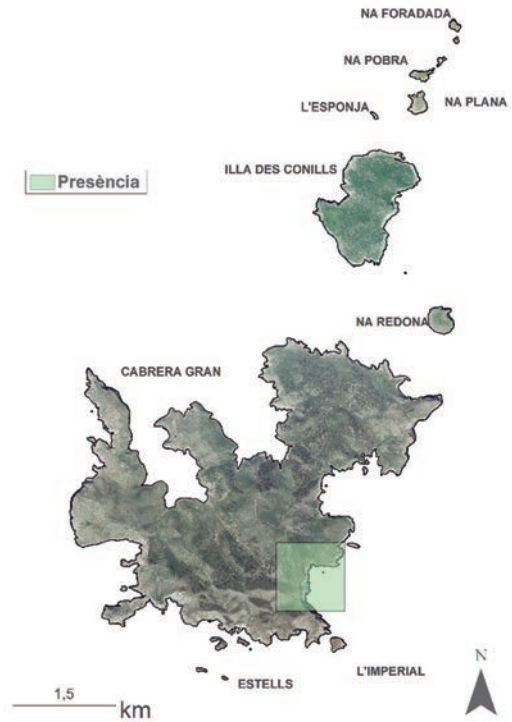 NA FORADADA
NA POBRA
NA PLANA
L'ESPONJA
ILLA DES CONILLS
Presència
NA REDONA
CABRERA GRAN
L'IMPERIAL
ESTELLS
N
1,5
km